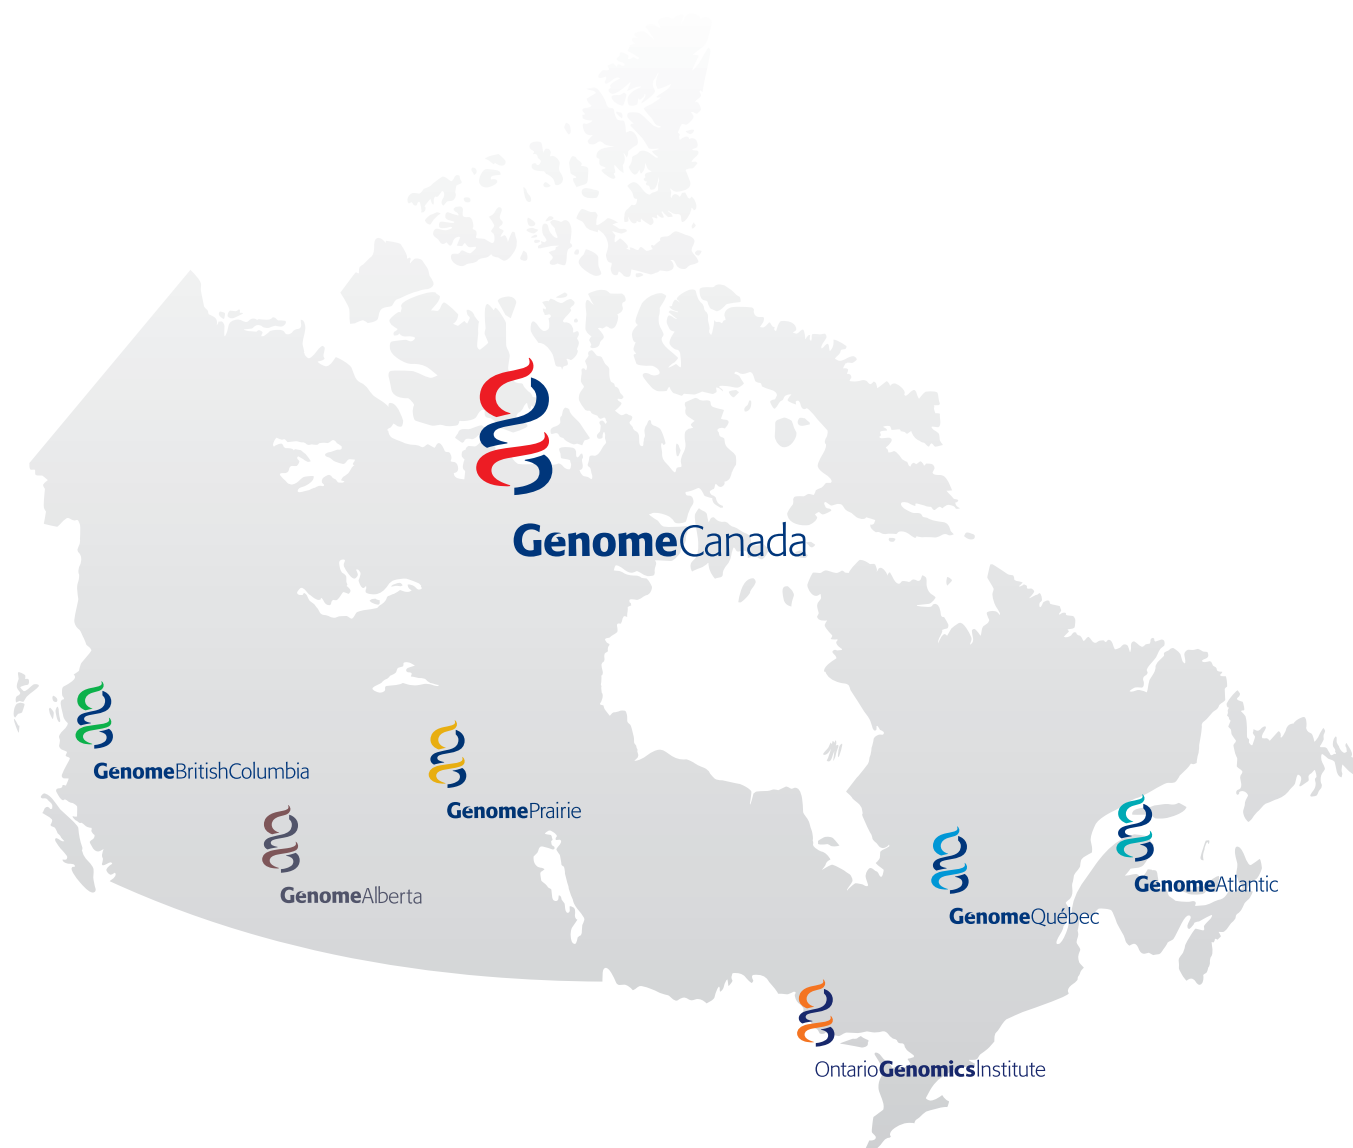 GenomeCanada
GenomeBritishColumbia
GenomePrairie
GenomeAlberta
GenomeAtlantic
GenomeQuébec
OntarioGenomicsInstitute